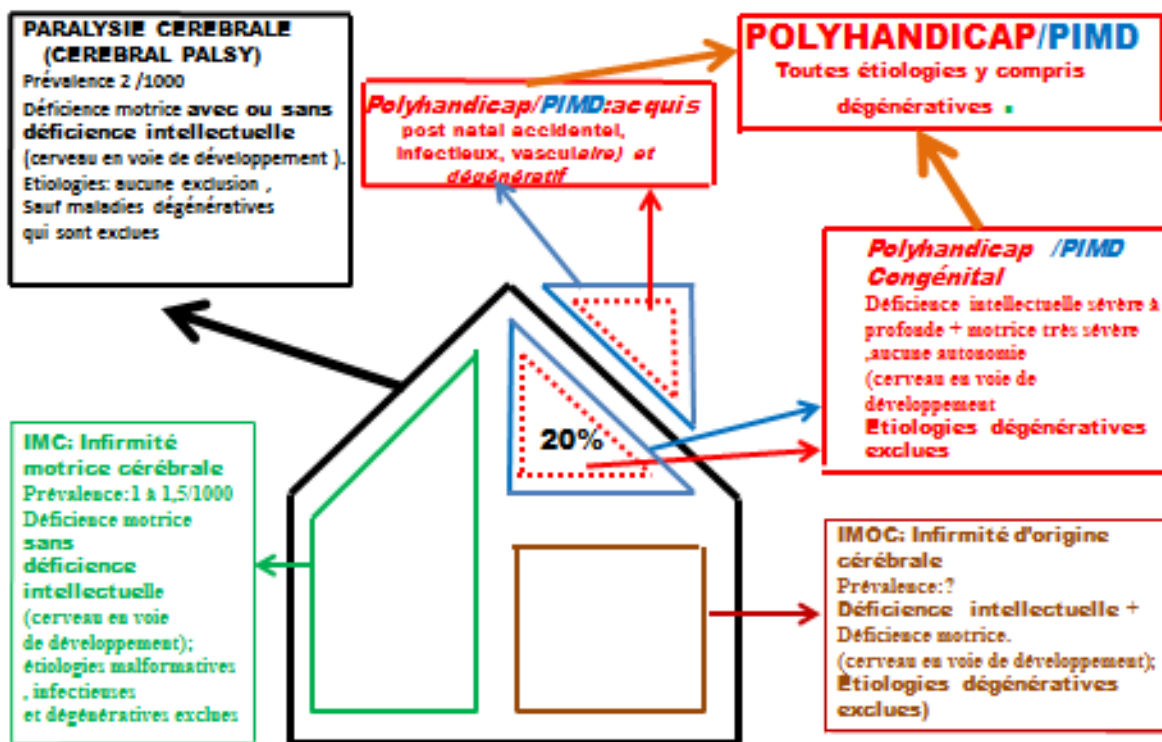 PARALYSIE CEREBRALE
(CEREBRAL PALSY)
Prévalence 2 /1000
Déficience motrice avec ou sans
déficience intellectuelle
(cerveau en voie de développement ).
Etiologies: aucune exclusion ,
Sauf maladies dégénératives
qui sont exclues
Polyhandicap/PIMD:acquis
post natal accidentel,
infectieux, vasculaire) et
dégénératif
POLYHANDICAP/PIMD
Toutes étiologies y compris
dégénératives .
Polyhandicap /PIMD
Congénital
Déficience intellectuelle sévère à
profonde + motrice très sévère
,aucune autonomie
(cerveau en voie de
développement
Etiologies dégénératives
exclues
20%
IMC: Infirmité
motrice cérébrale
Prévalence:1 à 1,5/1000
Déficience motrice
sans
déficience
intellectuelle
(cerveau en voie
de développement);
étiologies malformatives
, infectieuses
et dégénératives exclues
IMOC: Infirmité d'origine
cérébrale
Prévalence:?
Déficience intellectuelle +
Déficience motrice.
(cerveau en voie de développement);
Etiologies dégénératives
exclues)